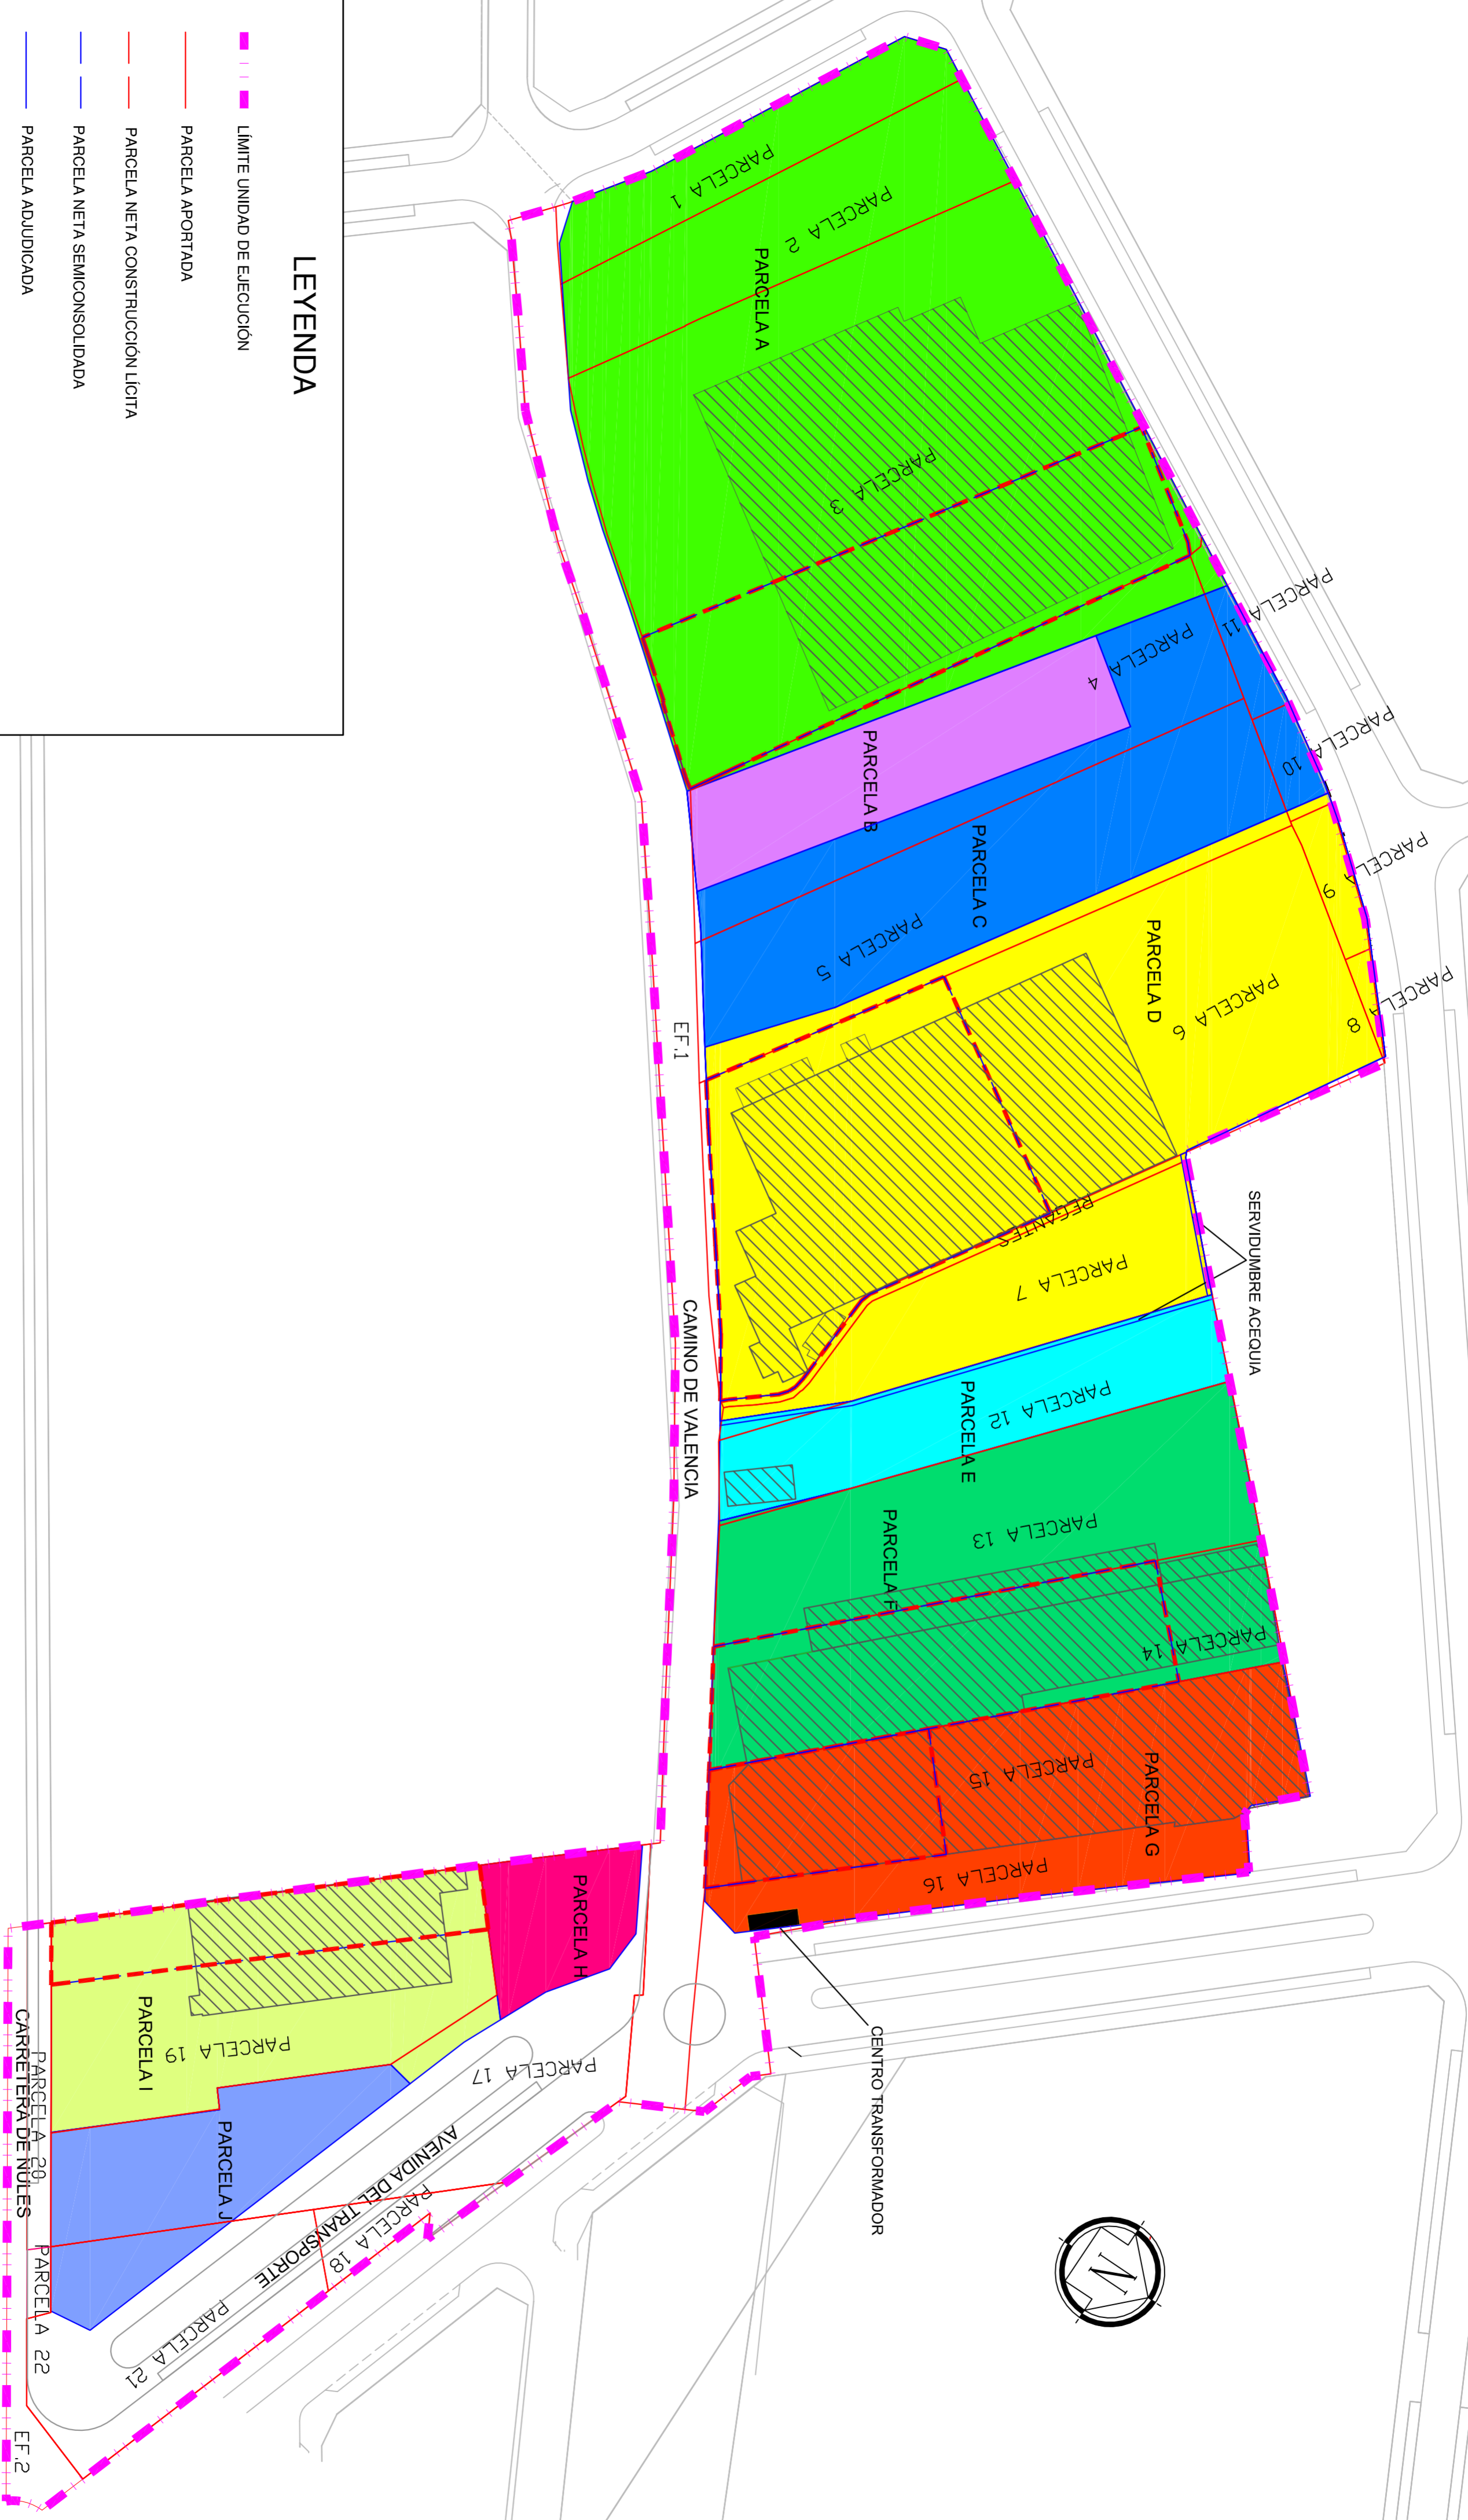 LEYENDA
LÍMITE UNIDAD DE EJECUCIÓN
PARCELA APORTADA
PARCELA NETA CONSTRUCCIÓN LÍCITA
PARCELA NETA SEMICONSOLIDADA
PARCELA ADJUDICADA
PARCELA 1
PARCELA 2
PARCELA A
PARCELA 3
PARCELA 11
PARCELA 4
PARCELA 10
PARCELA B
PARCELA C
PARCELA 9
PARCELA 5
PARCELA D
PARCELA 6
PARCELA 8
EF.1
REGANTES
PARCELA 7
SERVIDUMBRE ACEQUIA
CAMINO DE VALENCIA
PARCELA E
PARCELA 12
PARCELA F
PARCELA 13
PARCELA 14
PARCELA 15
PARCELA G
PARCELA 16
PARCELA H
CENTRO TRANSFORMADOR
PARCELA I
PARCELA 19
PARCELA 17
PARCELA 20
CARRETERA DE NULES
PARCELA J
AVENIDA DEL TRANSPORTE
PARCELA 18
PARCELA 21
PARCELA 22
EF.2
N